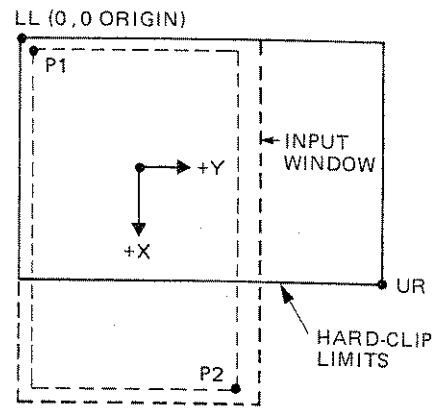 LL (0,0 ORIGIN)
P1
INPUT
WINDOW
+Y
+X
UR
HARD-CLIP
LIMITS
P2